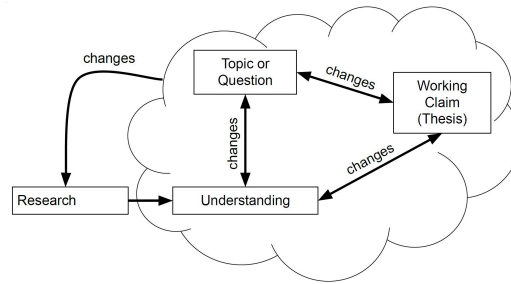 changes
Topic or
Question
changes
Working
Claim
(Thesis)
changes
changes
Research
Understanding